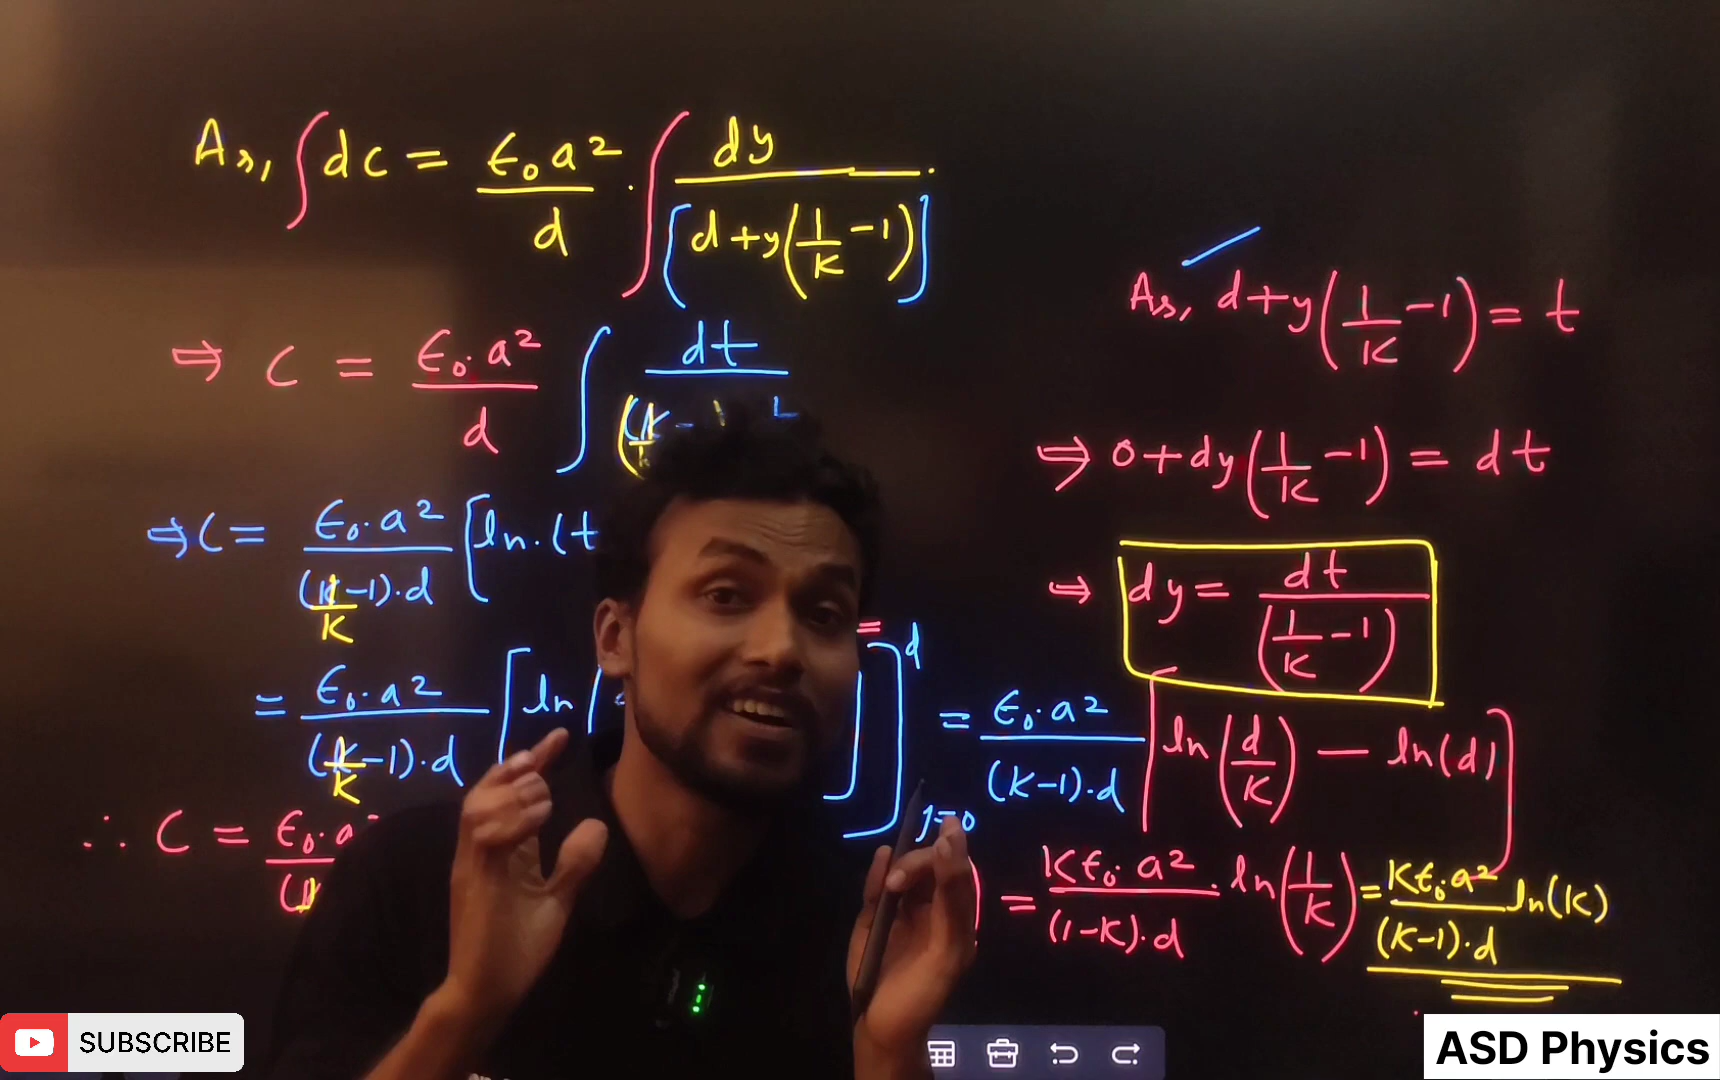 As, ∫dc = ϵ₀a²/d · ∫ dy/[d+y(1/K −1)]
As, d+y(1/K −1) = t
⇒ C = ϵ₀·a²/d ∫ dt/
⇒ 0+dy(1/K −1) = dt
⇒ C = ϵ₀·a²/(1/K −1)·d [ln·(t
⇒ dy = dt/(1/K −1)
= ϵ₀·a²/(1/K −1)·d [ln( ]ᵈ y=0 = ϵ₀·a²/(K−1)·d [ln(d/K) − ln(d)]
∴ C = ϵ₀·a²
= Kϵ₀·a²/(1−K)·d · ln(1/K) = Kϵ₀·a²/(K−1)·d ln(K)
SUBSCRIBE
ASD Physics